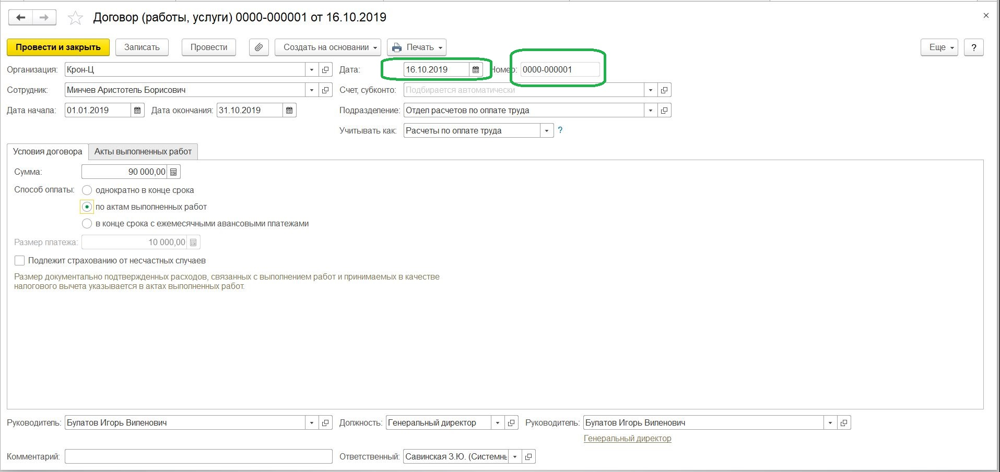 Договор (работы, услуги) 0000-000001 от 16.10.2019
Провести и закрыть Записать Провести Создать на основании Печать Еще ?
Организация: Крон-Ц Дата: 16.10.2019 Номер: 0000-000001
Сотрудник: Минчев Аристотель Борисович Счет, субконто: Подбирается автоматически
Дата начала: 01.01.2019 Дата окончания: 31.10.2019 Подразделение: Отдел расчетов по оплате труда
Учитывать как: Расчеты по оплате труда ?
Условия договора Акты выполненных работ
Сумма: 90 000,00
Способ оплаты: однократно в конце срока
по актам выполненных работ
в конце срока с ежемесячными авансовыми платежами
Размер платежа: 10 000,00
Подлежит страхованию от несчастных случаев
Размер документально подтвержденных расходов, связанных с выполнением работ и принимаемых в качестве
налогового вычета указывается в актах выполненных работ.
Руководитель: Булатов Игорь Виленович Должность: Генеральный директор Руководитель: Булатов Игорь Виленович
Генеральный директор
Комментарий: Ответственный: Савинская З.Ю. (Системнь